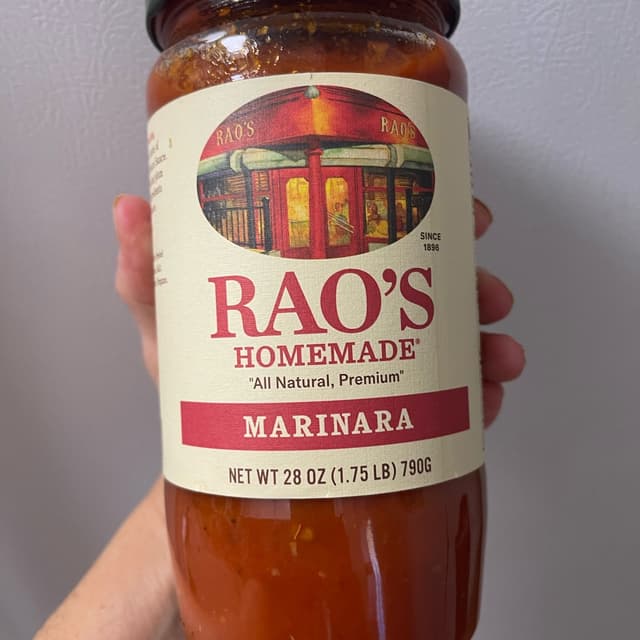 RAO'S
RAO'S
SINCE
1896
RAO'S
HOMEMADE®
"All Natural, Premium"
MARINARA
NET WT 28 OZ (1.75 LB) 790G